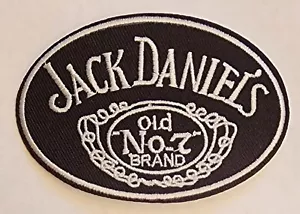 JACK DANIEL'S
Old
"No.7"
BRAND